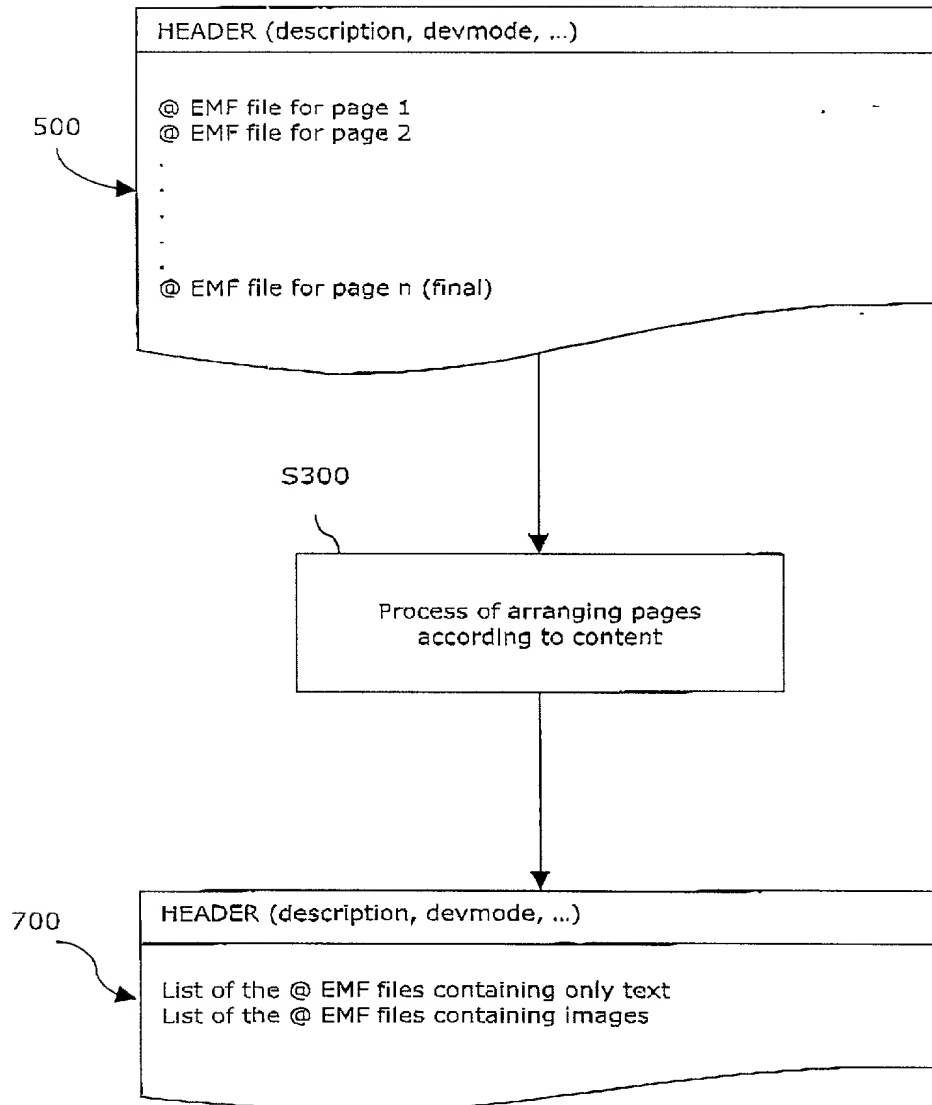 HEADER (description, devmode, ...)
@ EMF file for page 1
@ EMF file for page 2
.
.
.
.
.
@ EMF file for page n (final)
500
S300
Process of arranging pages
according to content
HEADER (description, devmode, ...)
700
List of the @ EMF files containing only text
List of the @ EMF files containing images